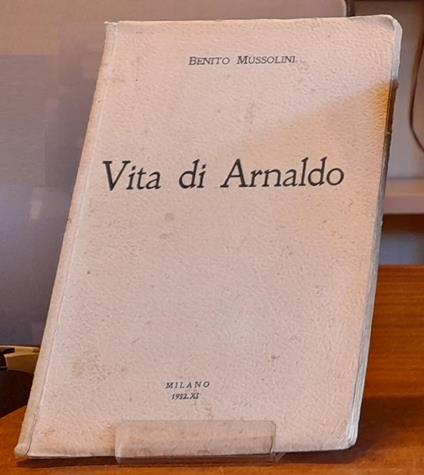 BENITO MUSSOLINI
Vita di Arnaldo
MILANO
1932.XI